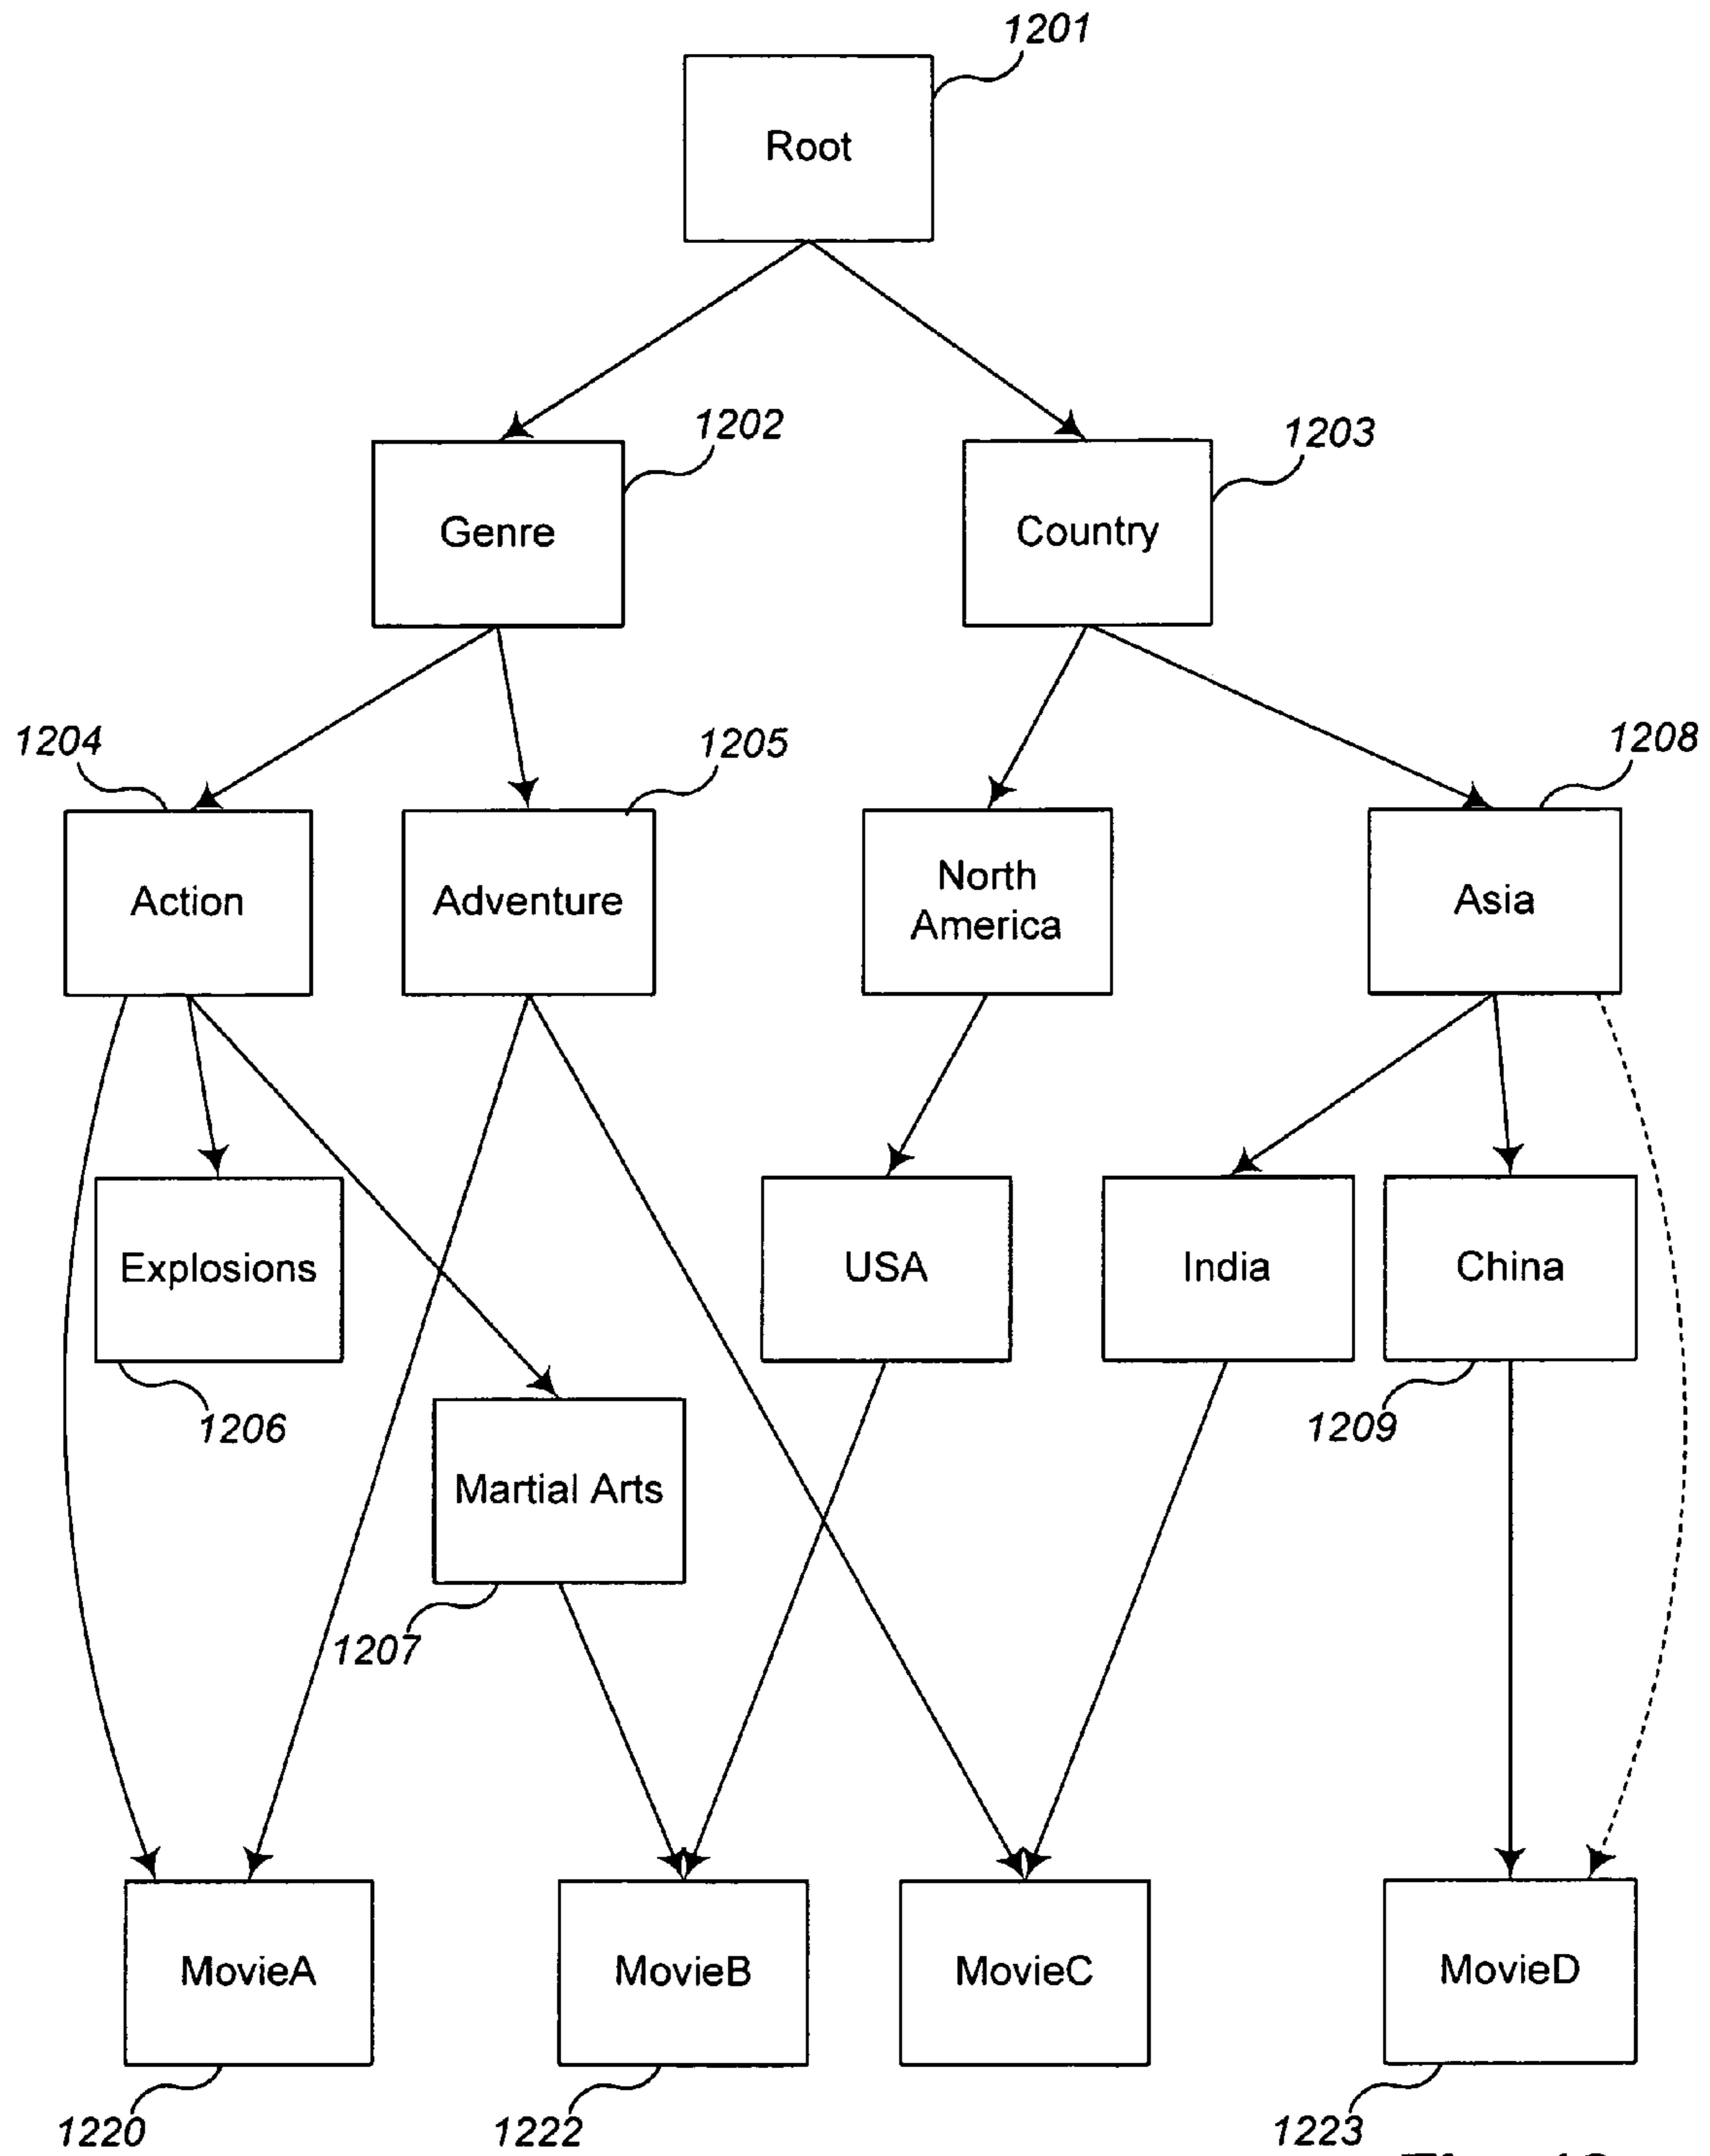 1201
Root
1202
1203
Genre
Country
1204
1205
1208
Action
Adventure
North
America
Asia
Explosions
USA
India
China
1206
1209
Martial Arts
1207
MovieA
MovieB
MovieC
MovieD
1220
1222
1223